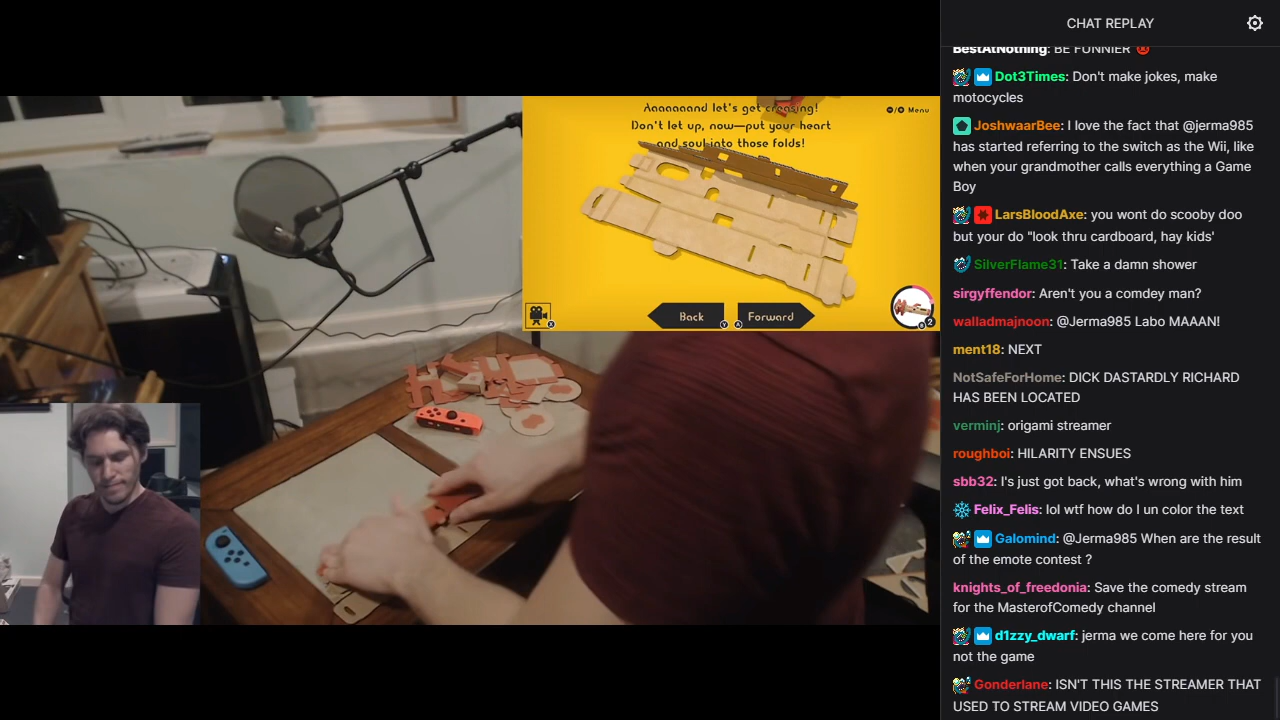 Aaaaaand let's get creasing!
Don't let up, now—put your heart
and soul into those folds!
Menu
Back
Forward
CHAT REPLAY
BestAtNothing: BE FUNNIER
Dot3Times: Don't make jokes, make
motocycles
JoshwaarBee: I love the fact that @jerma985
has started referring to the switch as the Wii, like
when your grandmother calls everything a Game
Boy
LarsBloodAxe: you wont do scooby doo
but your do "look thru cardboard, hay kids'
SilverFlame31: Take a damn shower
sirgyffendor: Aren't you a comdey man?
walladmajnoon: @Jerma985 Labo MAAAN!
ment18: NEXT
NotSafeForHome: DICK DASTARDLY RICHARD
HAS BEEN LOCATED
verminj: origami streamer
roughboi: HILARITY ENSUES
sbb32: I's just got back, what's wrong with him
Felix_Felis: lol wtf how do I un color the text
Galomind: @Jerma985 When are the result
of the emote contest ?
knights_of_freedonia: Save the comedy stream
for the MasterofComedy channel
d1zzy_dwarf: jerma we come here for you
not the game
Gonderlane: ISN'T THIS THE STREAMER THAT
USED TO STREAM VIDEO GAMES